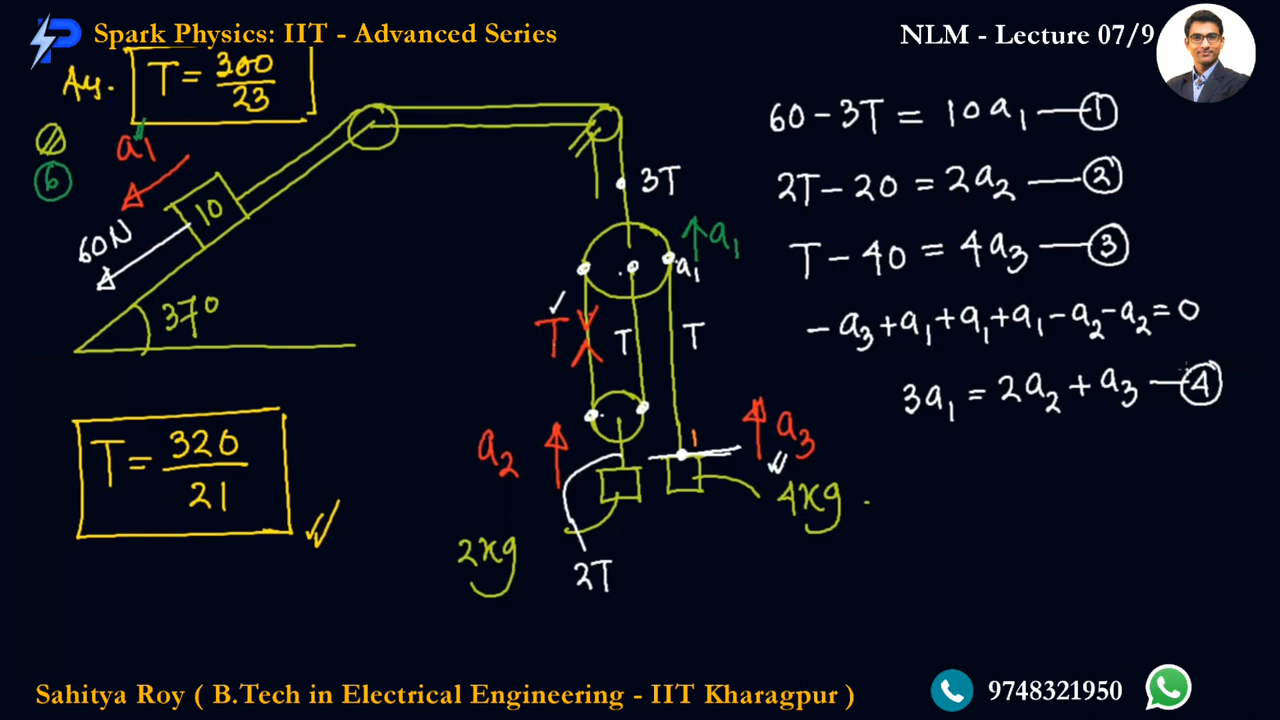 Spark Physics: IIT - Advanced Series
NLM - Lecture 07/9
Ans. T = 300/23
6
a1
60N
10
37°
T = 320/21
3T
a1
a1
T
T
T
a2
a3
2kg
4kg
2T
60 - 3T = 10a1 — 1
2T - 20 = 2a2 — 2
T - 40 = 4a3 — 3
-a3 + a1 + a1 + a1 - a2 - a2 = 0
3a1 = 2a2 + a3 — 4
Sahitya Roy ( B.Tech in Electrical Engineering - IIT Kharagpur )
9748321950